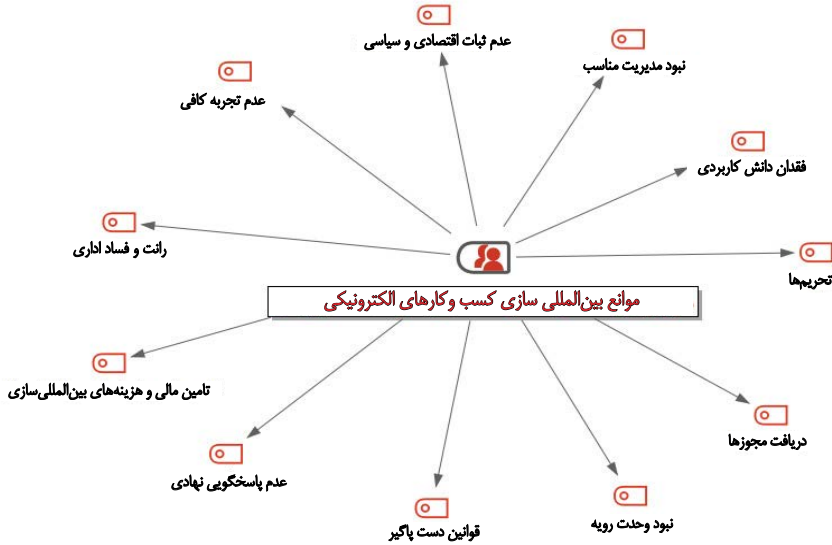 عدم ثبات اقتصادی و سیاسی
نبود مدیریت مناسب
عدم تجربه کافی
فقدان دانش کاربردی
رانت و فساد اداری
تحریم‌ها
موانع بین‌المللی سازی کسب وکارهای الکترونیکی
تامین مالی و هزینه‌های بین‌المللی‌سازی
دریافت مجوزها
عدم پاسخگویی نهادی
نبود وحدت رویه
قوانین دست پاگیر